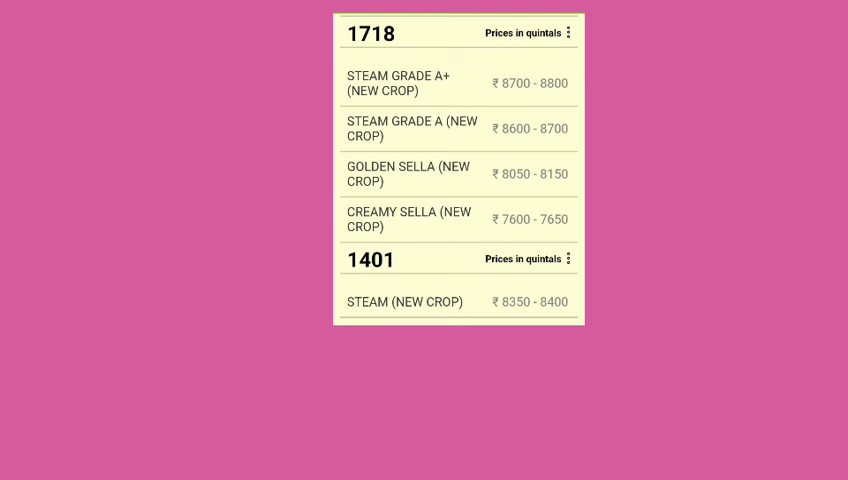 1718 Prices in quintals
STEAM GRADE A+
(NEW CROP)
₹ 8700 - 8800
STEAM GRADE A (NEW
CROP)
₹ 8600 - 8700
GOLDEN SELLA (NEW
CROP)
₹ 8050 - 8150
CREAMY SELLA (NEW
CROP)
₹ 7600 - 7650
1401 Prices in quintals
STEAM (NEW CROP) ₹ 8350 - 8400